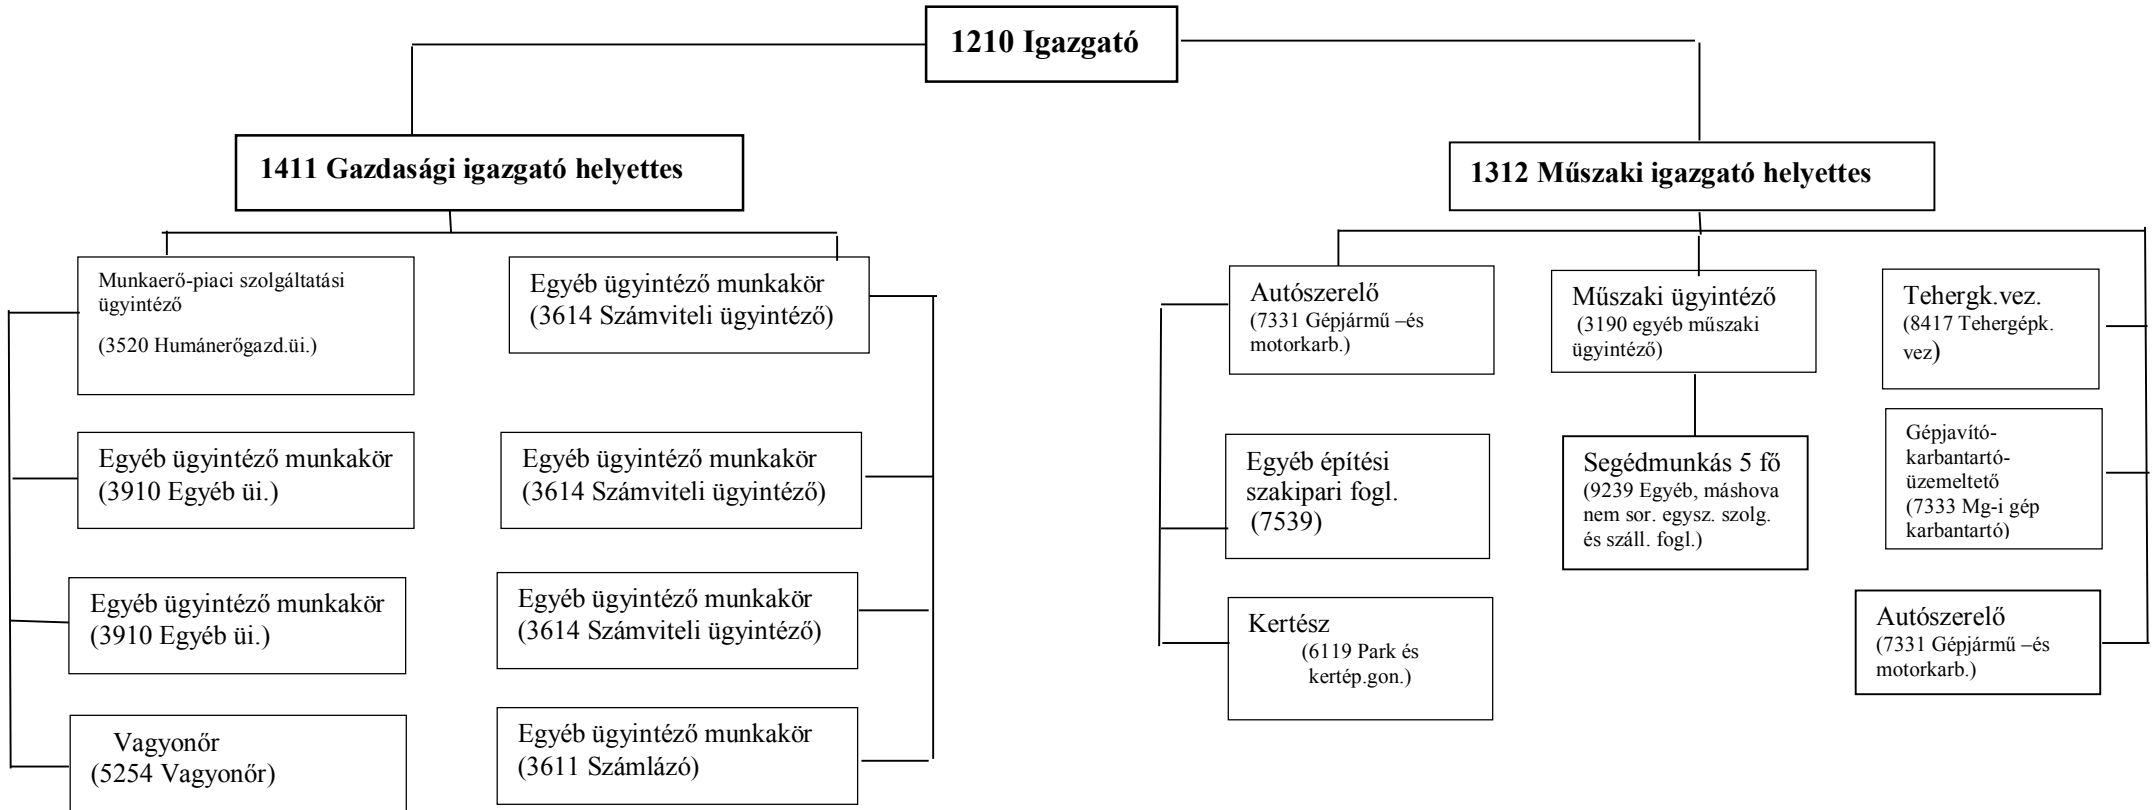 1210 Igazgató
1411 Gazdasági igazgató helyettes
1312 Műszaki igazgató helyettes
Munkaerő-piaci szolgáltatási
ügyintéző
(3520 Humánerőgazd.üi.)
Egyéb ügyintéző munkakör
(3614 Számviteli ügyintéző)
Egyéb ügyintéző munkakör
(3910 Egyéb üi.)
Egyéb ügyintéző munkakör
(3614 Számviteli ügyintéző)
Egyéb ügyintéző munkakör
(3910 Egyéb üi.)
Egyéb ügyintéző munkakör
(3614 Számviteli ügyintéző)
Vagyonőr
(5254 Vagyonőr)
Egyéb ügyintéző munkakör
(3611 Számlázó)
Autószerelő
(7331 Gépjármű –és
motorkarb.)
Műszaki ügyintéző
(3190 egyéb műszaki
ügyintéző)
Tehergk.vez.
(8417 Tehergépk.
vez)
Egyéb építési
szakipari fogl.
(7539)
Segédmunkás 5 fő
(9239 Egyéb, máshova
nem sor. egysz. szolg.
és száll. fogl.)
Gépjavító-
karbantartó-
üzemeltető
(7333 Mg-i gép
karbantartó)
Kertész
(6119 Park és
kertép.gon.)
Autószerelő
(7331 Gépjármű –és
motorkarb.)